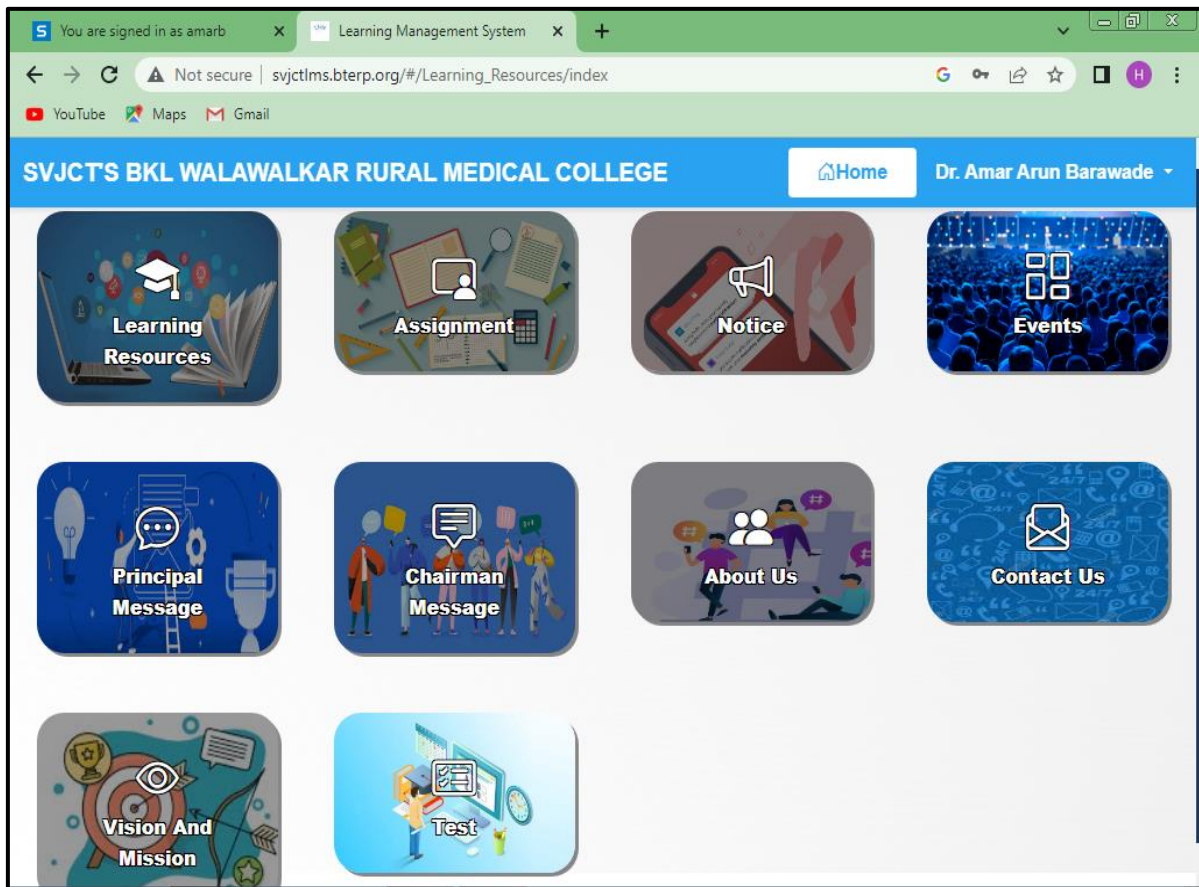 You are signed in as amarb
Learning Management System
Not secure | svjctlms.bterp.org/#/Learning_Resources/index
YouTube Maps Gmail
SVJCT'S BKL WALAWALKAR RURAL MEDICAL COLLEGE
Home
Dr. Amar Arun Barawade
Learning
Resources
Assignment
Notice
Events
Principal
Message
Chairman
Message
About Us
Contact Us
Vision And
Mission
Test